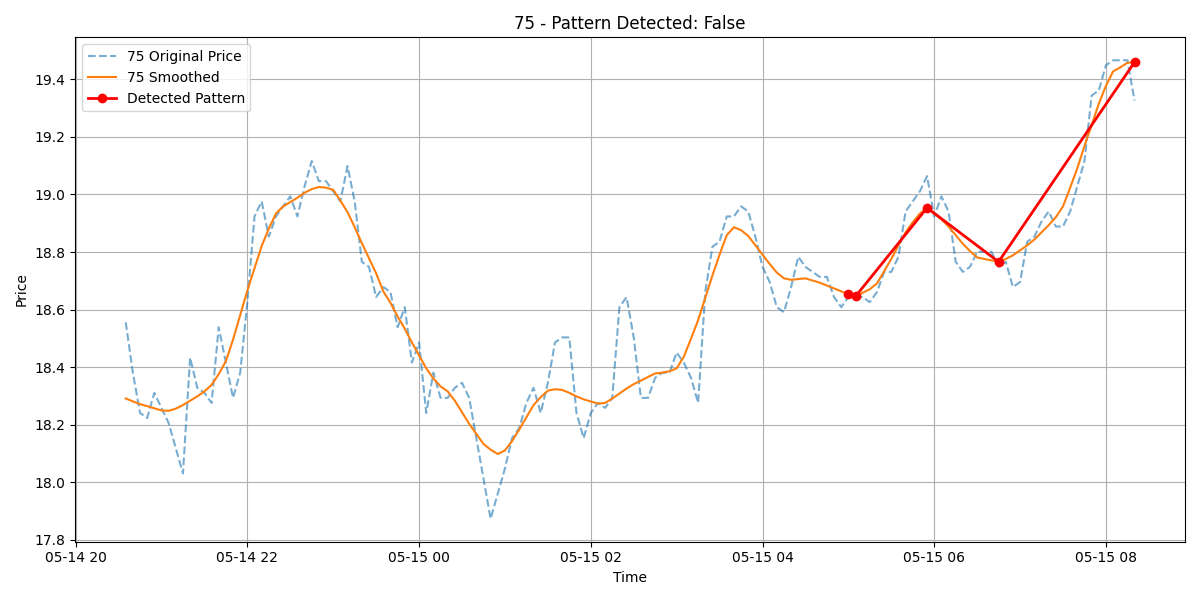 75 - Pattern Detected: False
75 Original Price
75 Smoothed
Detected Pattern
Price
19.4
19.2
19.0
18.8
18.6
18.4
18.2
18.0
17.8
05-14 20
05-14 22
05-15 00
05-15 02
05-15 04
05-15 06
05-15 08
Time